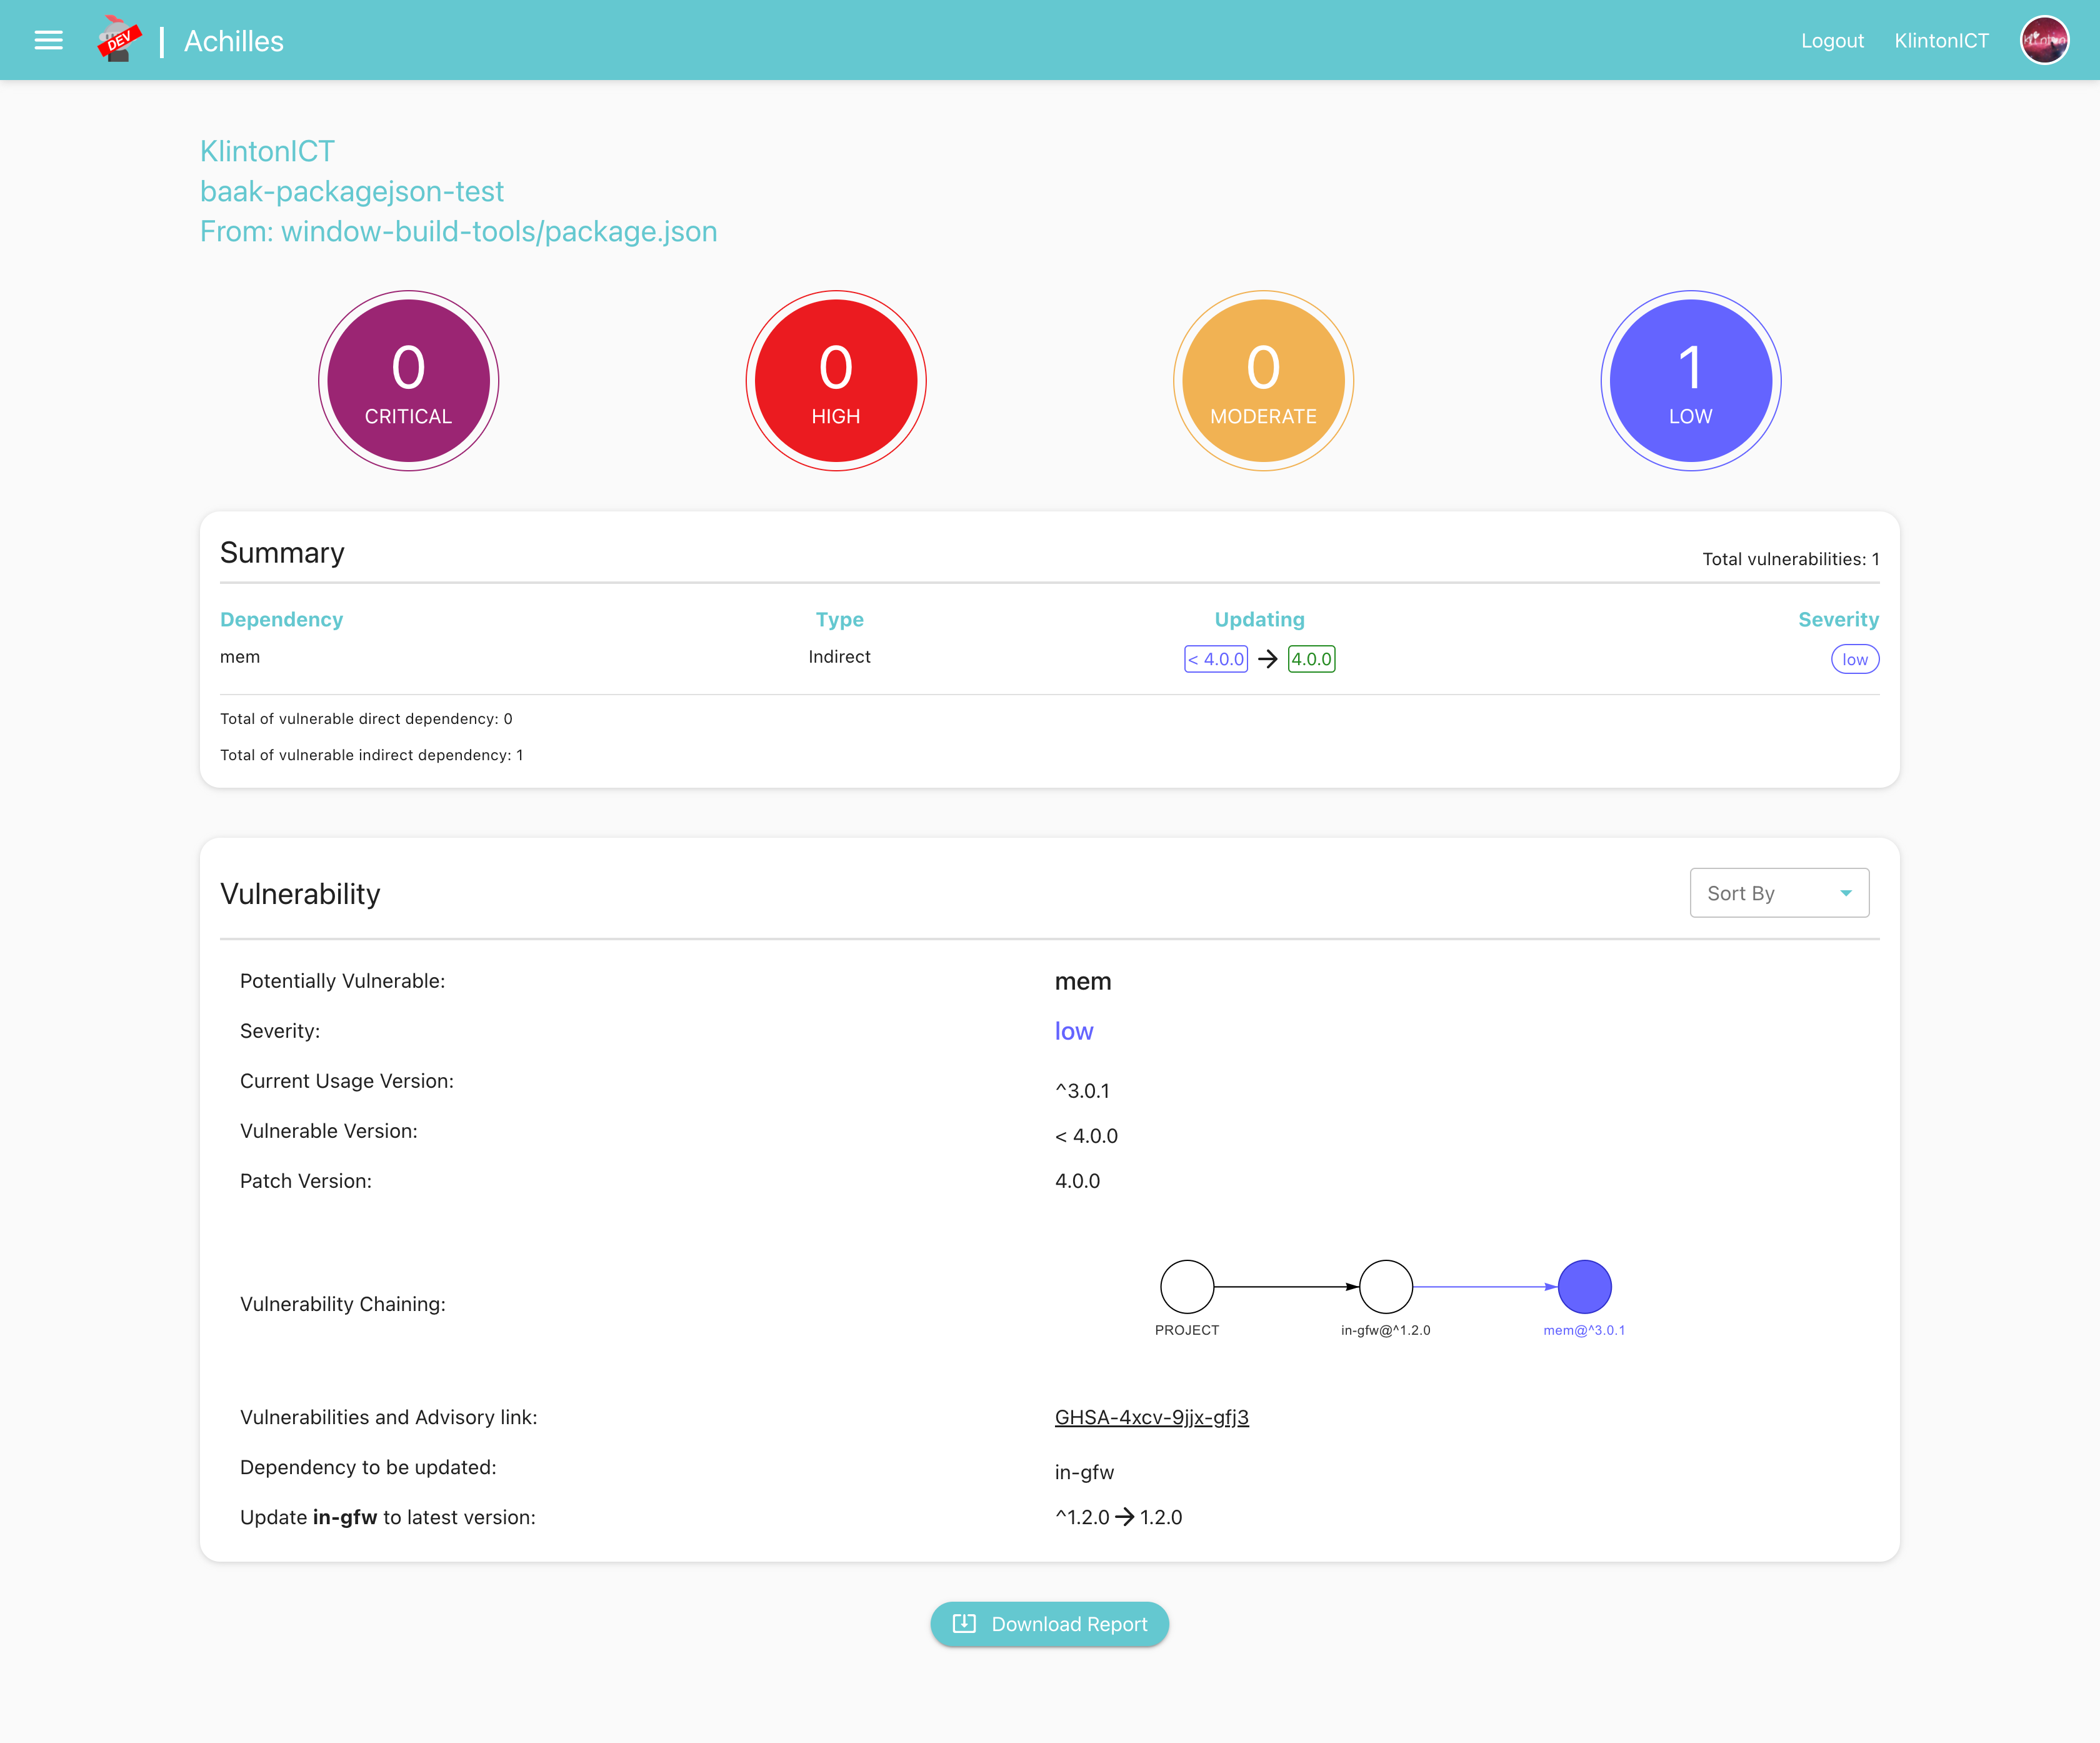 DEV
Achilles
Logout
KlintonICT
KlintonICT
baak-packagejson-test
From: window-build-tools/package.json
0
CRITICAL
0
HIGH
0
MODERATE
1
LOW
Summary
Total vulnerabilities: 1
Dependency
Type
Updating
Severity
mem
Indirect
< 4.0.0 → 4.0.0
low
Total of vulnerable direct dependency: 0
Total of vulnerable indirect dependency: 1
Vulnerability
Sort By
Potentially Vulnerable:
mem
Severity:
low
Current Usage Version:
^3.0.1
Vulnerable Version:
< 4.0.0
Patch Version:
4.0.0
Vulnerability Chaining:
PROJECT
in-gfw@^1.2.0
mem@^3.0.1
Vulnerabilities and Advisory link:
GHSA-4xcv-9jjx-gfj3
Dependency to be updated:
in-gfw
Update in-gfw to latest version:
^1.2.0 → 1.2.0
Download Report